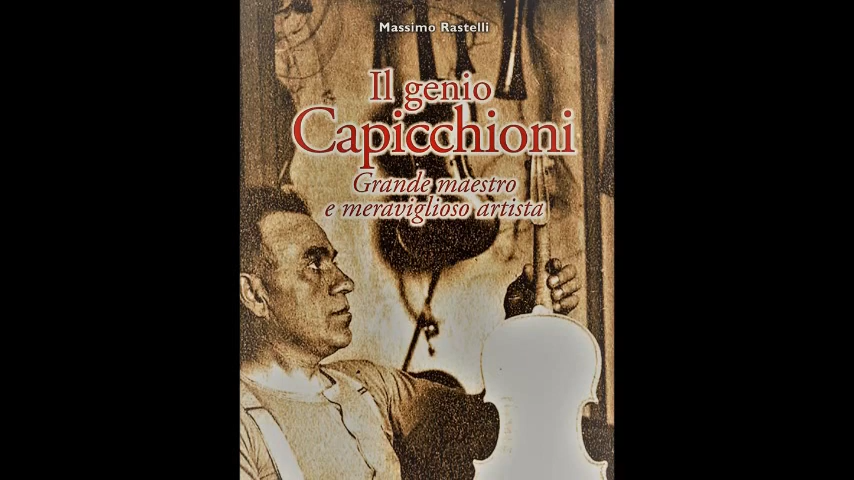 Massimo Rastelli
Il genio
Capicchioni
Grande maestro
e meraviglioso artista